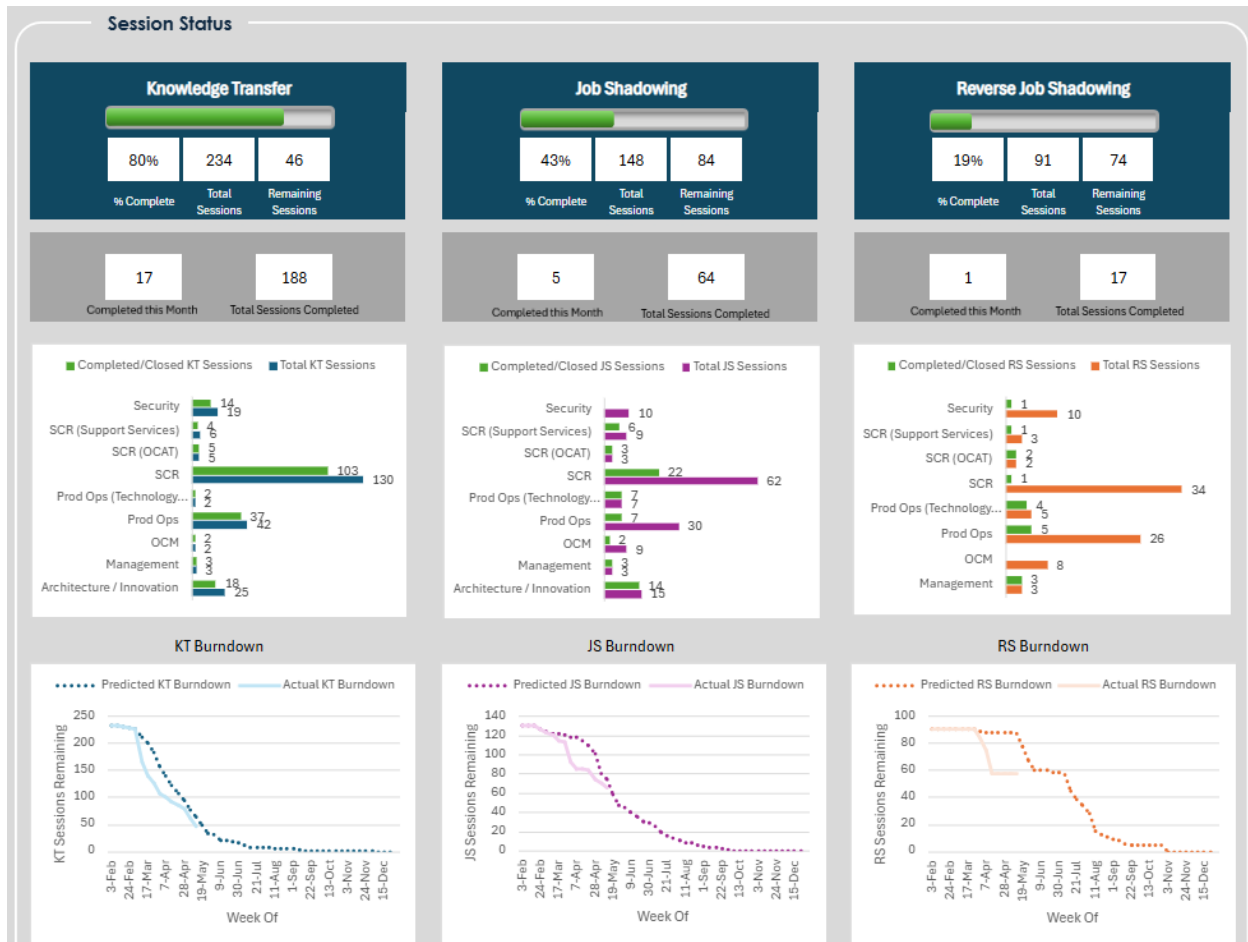 Session Status
Knowledge Transfer
80% 234 46
% Complete Total Sessions Remaining Sessions
17 188
Completed this Month Total Sessions Completed
Completed/Closed KT Sessions Total KT Sessions
Security 14 19
SCR (Support Services) 4 6
SCR (OCAT) 5 5
SCR 103 130
Prod Ops (Technology... 2 2
Prod Ops 37 42
OCM 2 2
Management 3 3
Architecture / Innovation 18 25
KT Burndown
Predicted KT Burndown Actual KT Burndown
KT Sessions Remaining
250
200
150
100
50
0
3-Feb 24-Feb 17-Mar 7-Apr 28-Apr 19-May 9-Jun 30-Jun 21-Jul 11-Aug 1-Sep 22-Sep 13-Oct 3-Nov 24-Nov 15-Dec
Week Of
Job Shadowing
43% 148 84
% Complete Total Sessions Remaining Sessions
5 64
Completed this Month Total Sessions Completed
Completed/Closed JS Sessions Total JS Sessions
Security 10
SCR (Support Services) 6 9
SCR (OCAT) 3 3
SCR 22 62
Prod Ops (Technology... 7 7
Prod Ops 7 30
OCM 2 9
Management 3 3
Architecture / Innovation 14 15
JS Burndown
Predicted JS Burndown Actual JS Burndown
JS Sessions Remaining
140
120
100
80
60
40
20
0
3-Feb 24-Feb 17-Mar 7-Apr 28-Apr 19-May 9-Jun 30-Jun 21-Jul 11-Aug 1-Sep 22-Sep 13-Oct 3-Nov 24-Nov 15-Dec
Week Of
Reverse Job Shadowing
19% 91 74
% Complete Total Sessions Remaining Sessions
1 17
Completed this Month Total Sessions Completed
Completed/Closed RS Sessions Total RS Sessions
Security 1 10
SCR (Support Services) 1 3
SCR (OCAT) 2 2
SCR 1 34
Prod Ops (Technology... 4 5
Prod Ops 5 26
OCM 8
Management 3 3
RS Burndown
Predicted RS Burndown Actual RS Burndown
RS Sessions Remaining
100
80
60
40
20
0
3-Feb 24-Feb 17-Mar 7-Apr 28-Apr 19-May 9-Jun 30-Jun 21-Jul 11-Aug 1-Sep 22-Sep 13-Oct 3-Nov 24-Nov 15-Dec
Week Of